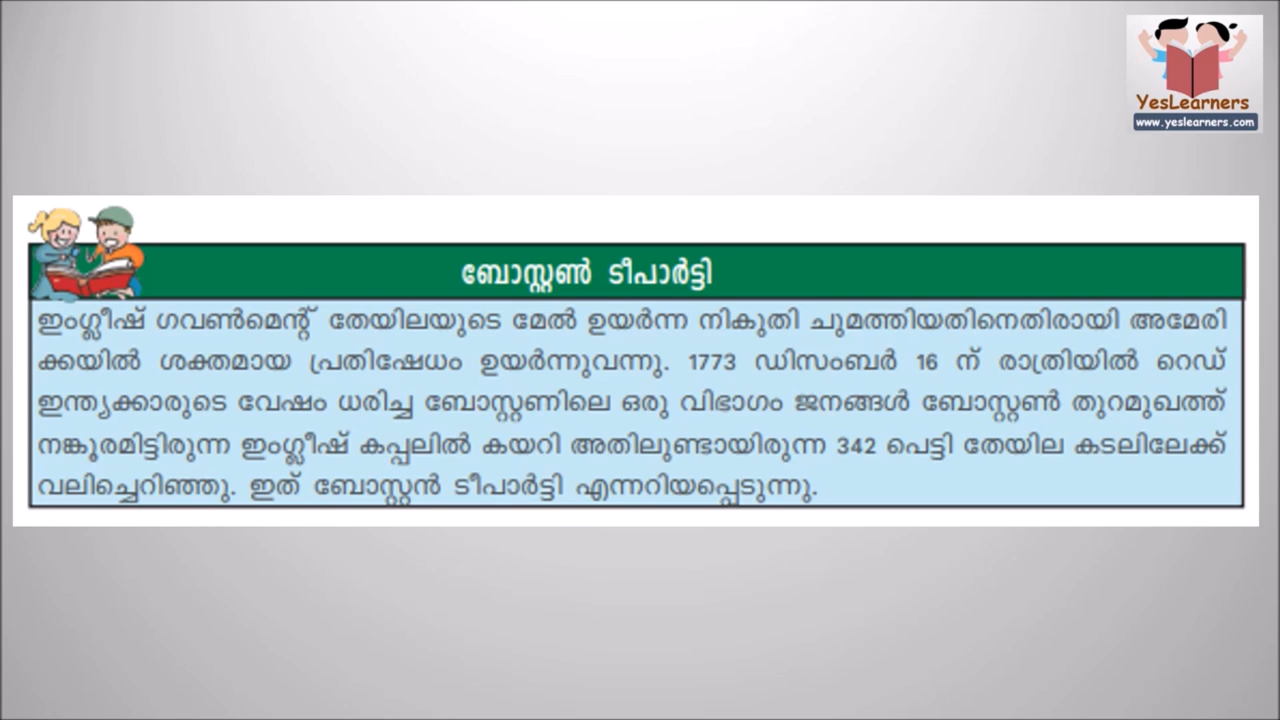 YesLearners
www.yeslearners.com
ബോസ്റ്റൺ ടീപാർട്ടി
ഇംഗ്ലീഷ് ഗവൺമെന്റ് തേയിലയുടെ മേൽ ഉയർന്ന നികുതി ചുമത്തിയതിനെതിരായി അമേരി
ക്കയിൽ ശക്തമായ പ്രതിഷേധം ഉയർന്നുവന്നു. 1773 ഡിസംബർ 16 ന് രാത്രിയിൽ റെഡ്
ഇന്ത്യക്കാരുടെ വേഷം ധരിച്ച ബോസ്റ്റണിലെ ഒരു വിഭാഗം ജനങ്ങൾ ബോസ്റ്റൺ തുറമുഖത്ത്
നങ്കൂരമിട്ടിരുന്ന ഇംഗ്ലീഷ് കപ്പലിൽ കയറി അതിലുണ്ടായിരുന്ന 342 പെട്ടി തേയില കടലിലേക്ക്
വലിച്ചെറിഞ്ഞു. ഇത് ബോസ്റ്റൻ ടീപാർട്ടി എന്നറിയപ്പെടുന്നു.